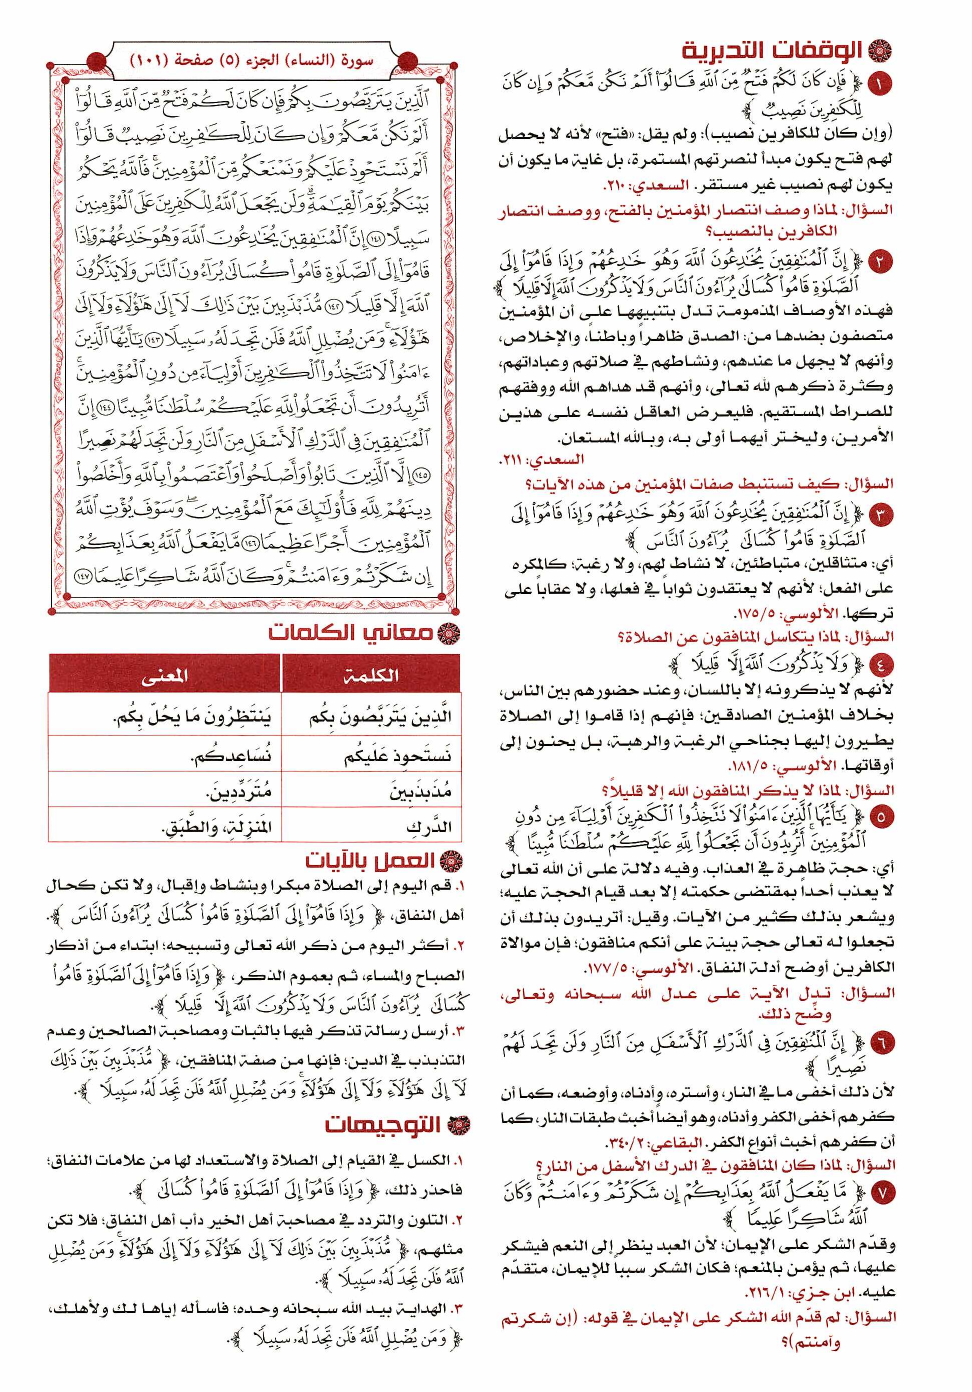 الوقفات التدبرية
١ ﴿ فَإِن كَانَ لَكُمْ فَتْحٌ مِّنَ ٱللَّهِ قَالُوٓا۟ أَلَمْ نَكُن مَّعَكُمْ وَإِن كَانَ
لِلْكَٰفِرِينَ نَصِيبٌ ﴾
(وإن كان للكافرين نصيب): ولم يقل: «فتح» لأنه لا يحصل
لهم فتح يكون مبدأ لنصرتهم المستمرة، بل غاية ما يكون أن
يكون لهم نصيب غير مستقر. السعدي: ٢١٠.
السؤال: لماذا وصف انتصار المؤمنين بالفتح، ووصف انتصار
الكافرين بالنصيب؟
٢ ﴿ إِنَّ ٱلْمُنَٰفِقِينَ يُخَٰدِعُونَ ٱللَّهَ وَهُوَ خَٰدِعُهُمْ وَإِذَا قَامُوٓا۟ إِلَى
ٱلصَّلَوٰةِ قَامُوا۟ كُسَالَىٰ يُرَآءُونَ ٱلنَّاسَ وَلَا يَذْكُرُونَ ٱللَّهَ إِلَّا قَلِيلًا ﴾
فهذه الأوصاف المذمومة تدل بتنبيهها على أن المؤمنين
متصفون بضدها من: الصدق ظاهراً وباطناً، والإخلاص،
وأنهم لا يجهل ما عندهم، ونشاطهم في صلاتهم وعباداتهم،
وكثرة ذكرهم لله تعالى، وأنهم قد هداهم الله ووفقهم
للصراط المستقيم. فليعرض العاقل نفسه على هذين
الأمرين، وليختر أيهما أولى به، وبالله المستعان.
السعدي: ٢١١.
السؤال: كيف تستنبط صفات المؤمنين من هذه الآيات؟
٣ ﴿ إِنَّ ٱلْمُنَٰفِقِينَ يُخَٰدِعُونَ ٱللَّهَ وَهُوَ خَٰدِعُهُمْ وَإِذَا قَامُوٓا۟ إِلَى
ٱلصَّلَوٰةِ قَامُوا۟ كُسَالَىٰ يُرَآءُونَ ٱلنَّاسَ ﴾
أي: متثاقلين، متباطئين، لا نشاط لهم، ولا رغبة؛ كالمكره
على الفعل؛ لأنهم لا يعتقدون ثواباً في فعلها، ولا عقاباً على
تركها. الألوسي: ١٧٥/٥.
السؤال: لماذا يتكاسل المنافقون عن الصلاة؟
٤ ﴿ وَلَا يَذْكُرُونَ ٱللَّهَ إِلَّا قَلِيلًا ﴾
لأنهم لا يذكرونه إلا باللسان، وعند حضورهم بين الناس،
بخلاف المؤمنين الصادقين؛ فإنهم إذا قاموا إلى الصلاة
يطيرون إليها بجناحي الرغبة والرهبة، بل يحنون إلى
أوقاتها. الألوسي: ١٨١/٥.
السؤال: لماذا لا يذكر المنافقون الله إلا قليلاً؟
٥ ﴿ يَٰٓأَيُّهَا ٱلَّذِينَ ءَامَنُوا۟ لَا تَتَّخِذُوا۟ ٱلْكَٰفِرِينَ أَوْلِيَآءَ مِن دُونِ
ٱلْمُؤْمِنِينَ ۚ أَتُرِيدُونَ أَن تَجْعَلُوا۟ لِلَّهِ عَلَيْكُمْ سُلْطَٰنًا مُّبِينًا ﴾
أي: حجة ظاهرة في العذاب. وفيه دلالة على أن الله تعالى
لا يعذب أحداً بمقتضى حكمته إلا بعد قيام الحجة عليه؛
ويشعر بذلك كثير من الآيات. وقيل: أتريدون بذلك أن
تجعلوا له تعالى حجة بينة على أنكم منافقون؛ فإن موالاة
الكافرين أوضح أدلة النفاق. الألوسي: ١٧٧/٥.
السؤال: تدل الآية على عدل الله سبحانه وتعالى،
وضِّح ذلك.
٦ ﴿ إِنَّ ٱلْمُنَٰفِقِينَ فِى ٱلدَّرْكِ ٱلْأَسْفَلِ مِنَ ٱلنَّارِ وَلَن تَجِدَ لَهُمْ
نَصِيرًا ﴾
لأن ذلك أخفى ما في النار، وأستره، وأدناه، وأوضعه، كما أن
كفرهم أخفى الكفر وأدناه، وهو أيضاً أخبث طبقات النار، كما
أن كفرهم أخبث أنواع الكفر. البقاعي: ٣٤٠/٢.
السؤال: لماذا كان المنافقون في الدرك الأسفل من النار؟
٧ ﴿ مَّا يَفْعَلُ ٱللَّهُ بِعَذَابِكُمْ إِن شَكَرْتُمْ وَءَامَنتُمْ ۚ وَكَانَ
ٱللَّهُ شَاكِرًا عَلِيمًا ﴾
وقدّم الشكر على الإيمان؛ لأن العبد ينظر إلى النعم فيشكر
عليها، ثم يؤمن بالمنعم؛ فكان الشكر سبباً للإيمان، متقدّم
عليه. ابن جزي: ٢١٦/١.
السؤال: لم قدّم الله الشكر على الإيمان في قوله: (إن شكرتم
وآمنتم)؟
سورة (النساء) الجزء (٥) صفحة (١٠١)
ٱلَّذِينَ يَتَرَبَّصُونَ بِكُمْ فَإِن كَانَ لَكُمْ فَتْحٌ مِّنَ ٱللَّهِ قَالُوٓا۟
أَلَمْ نَكُن مَّعَكُمْ وَإِن كَانَ لِلْكَٰفِرِينَ نَصِيبٌ قَالُوٓا۟
أَلَمْ نَسْتَحْوِذْ عَلَيْكُمْ وَنَمْنَعْكُم مِّنَ ٱلْمُؤْمِنِينَ ۚ فَٱللَّهُ يَحْكُمُ
بَيْنَكُمْ يَوْمَ ٱلْقِيَٰمَةِ ۗ وَلَن يَجْعَلَ ٱللَّهُ لِلْكَٰفِرِينَ عَلَى ٱلْمُؤْمِنِينَ
سَبِيلًا ١٤١ إِنَّ ٱلْمُنَٰفِقِينَ يُخَٰدِعُونَ ٱللَّهَ وَهُوَ خَٰدِعُهُمْ وَإِذَا
قَامُوٓا۟ إِلَى ٱلصَّلَوٰةِ قَامُوا۟ كُسَالَىٰ يُرَآءُونَ ٱلنَّاسَ وَلَا يَذْكُرُونَ
ٱللَّهَ إِلَّا قَلِيلًا ١٤٢ مُّذَبْذَبِينَ بَيْنَ ذَٰلِكَ لَآ إِلَىٰ هَٰٓؤُلَآءِ وَلَآ إِلَىٰ
هَٰٓؤُلَآءِ ۚ وَمَن يُضْلِلِ ٱللَّهُ فَلَن تَجِدَ لَهُۥ سَبِيلًا ١٤٣ يَٰٓأَيُّهَا ٱلَّذِينَ
ءَامَنُوا۟ لَا تَتَّخِذُوا۟ ٱلْكَٰفِرِينَ أَوْلِيَآءَ مِن دُونِ ٱلْمُؤْمِنِينَ ۚ
أَتُرِيدُونَ أَن تَجْعَلُوا۟ لِلَّهِ عَلَيْكُمْ سُلْطَٰنًا مُّبِينًا ١٤٤ إِنَّ
ٱلْمُنَٰفِقِينَ فِى ٱلدَّرْكِ ٱلْأَسْفَلِ مِنَ ٱلنَّارِ وَلَن تَجِدَ لَهُمْ نَصِيرًا
١٤٥ إِلَّا ٱلَّذِينَ تَابُوا۟ وَأَصْلَحُوا۟ وَٱعْتَصَمُوا۟ بِٱللَّهِ وَأَخْلَصُوا۟
دِينَهُمْ لِلَّهِ فَأُو۟لَٰٓئِكَ مَعَ ٱلْمُؤْمِنِينَ ۖ وَسَوْفَ يُؤْتِ ٱللَّهُ
ٱلْمُؤْمِنِينَ أَجْرًا عَظِيمًا ١٤٦ مَّا يَفْعَلُ ٱللَّهُ بِعَذَابِكُمْ
إِن شَكَرْتُمْ وَءَامَنتُمْ ۚ وَكَانَ ٱللَّهُ شَاكِرًا عَلِيمًا ١٤٧
معاني الكلمات
الكلمة المعنى
الَّذِينَ يَتَرَبَّصُونَ بِكُم يَنتَظِرُونَ مَا يَحُلّ بِكُم.
نَستَحوِذ عَلَيكُم نُسَاعِدكُم.
مُذَبذَبِينَ مُتَرَدِّدِينَ.
الدَّركِ المَنزِلَةِ، وَالطَّبَقِ.
العمل بالآيات
١. قم اليوم إلى الصلاة مبكرا وبنشاط وإقبال، ولا تكن كحال
أهل النفاق، ﴿ وَإِذَا قَامُوٓا۟ إِلَى ٱلصَّلَوٰةِ قَامُوا۟ كُسَالَىٰ يُرَآءُونَ ٱلنَّاسَ ﴾.
٢. أكثر اليوم من ذكر الله تعالى وتسبيحه؛ ابتداء من أذكار
الصباح والمساء، ثم بعموم الذكر، ﴿ وَإِذَا قَامُوٓا۟ إِلَى ٱلصَّلَوٰةِ قَامُوا۟
كُسَالَىٰ يُرَآءُونَ ٱلنَّاسَ وَلَا يَذْكُرُونَ ٱللَّهَ إِلَّا قَلِيلًا ﴾.
٣. أرسل رسالة تذكر فيها بالثبات ومصاحبة الصالحين وعدم
التذبذب في الدين؛ فإنها من صفة المنافقين، ﴿ مُّذَبْذَبِينَ بَيْنَ ذَٰلِكَ
لَآ إِلَىٰ هَٰٓؤُلَآءِ وَلَآ إِلَىٰ هَٰٓؤُلَآءِ ۚ وَمَن يُضْلِلِ ٱللَّهُ فَلَن تَجِدَ لَهُۥ سَبِيلًا ﴾.
التوجيهات
١. الكسل في القيام إلى الصلاة والاستعداد لها من علامات النفاق؛
فاحذر ذلك، ﴿ وَإِذَا قَامُوٓا۟ إِلَى ٱلصَّلَوٰةِ قَامُوا۟ كُسَالَىٰ ﴾.
٢. التلون والتردد في مصاحبة أهل الخير دأب أهل النفاق؛ فلا تكن
مثلهم، ﴿ مُّذَبْذَبِينَ بَيْنَ ذَٰلِكَ لَآ إِلَىٰ هَٰٓؤُلَآءِ وَلَآ إِلَىٰ هَٰٓؤُلَآءِ ۚ وَمَن يُضْلِلِ
ٱللَّهُ فَلَن تَجِدَ لَهُۥ سَبِيلًا ﴾.
٣. الهداية بيد الله سبحانه وحده؛ فاسأله إياها لك ولأهلك،
﴿ وَمَن يُضْلِلِ ٱللَّهُ فَلَن تَجِدَ لَهُۥ سَبِيلًا ﴾.